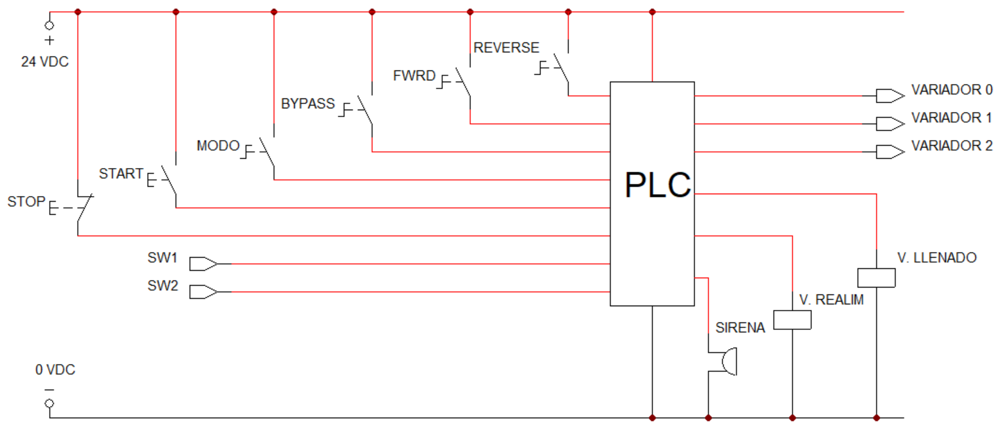 REVERSE
24 VDC
FWRD
VARIADOR 0
BYPASS
VARIADOR 1
MODO
VARIADOR 2
START
PLC
STOP
SW1
V. LLENADO
SW2
V. REALIM
SIRENA
0 VDC